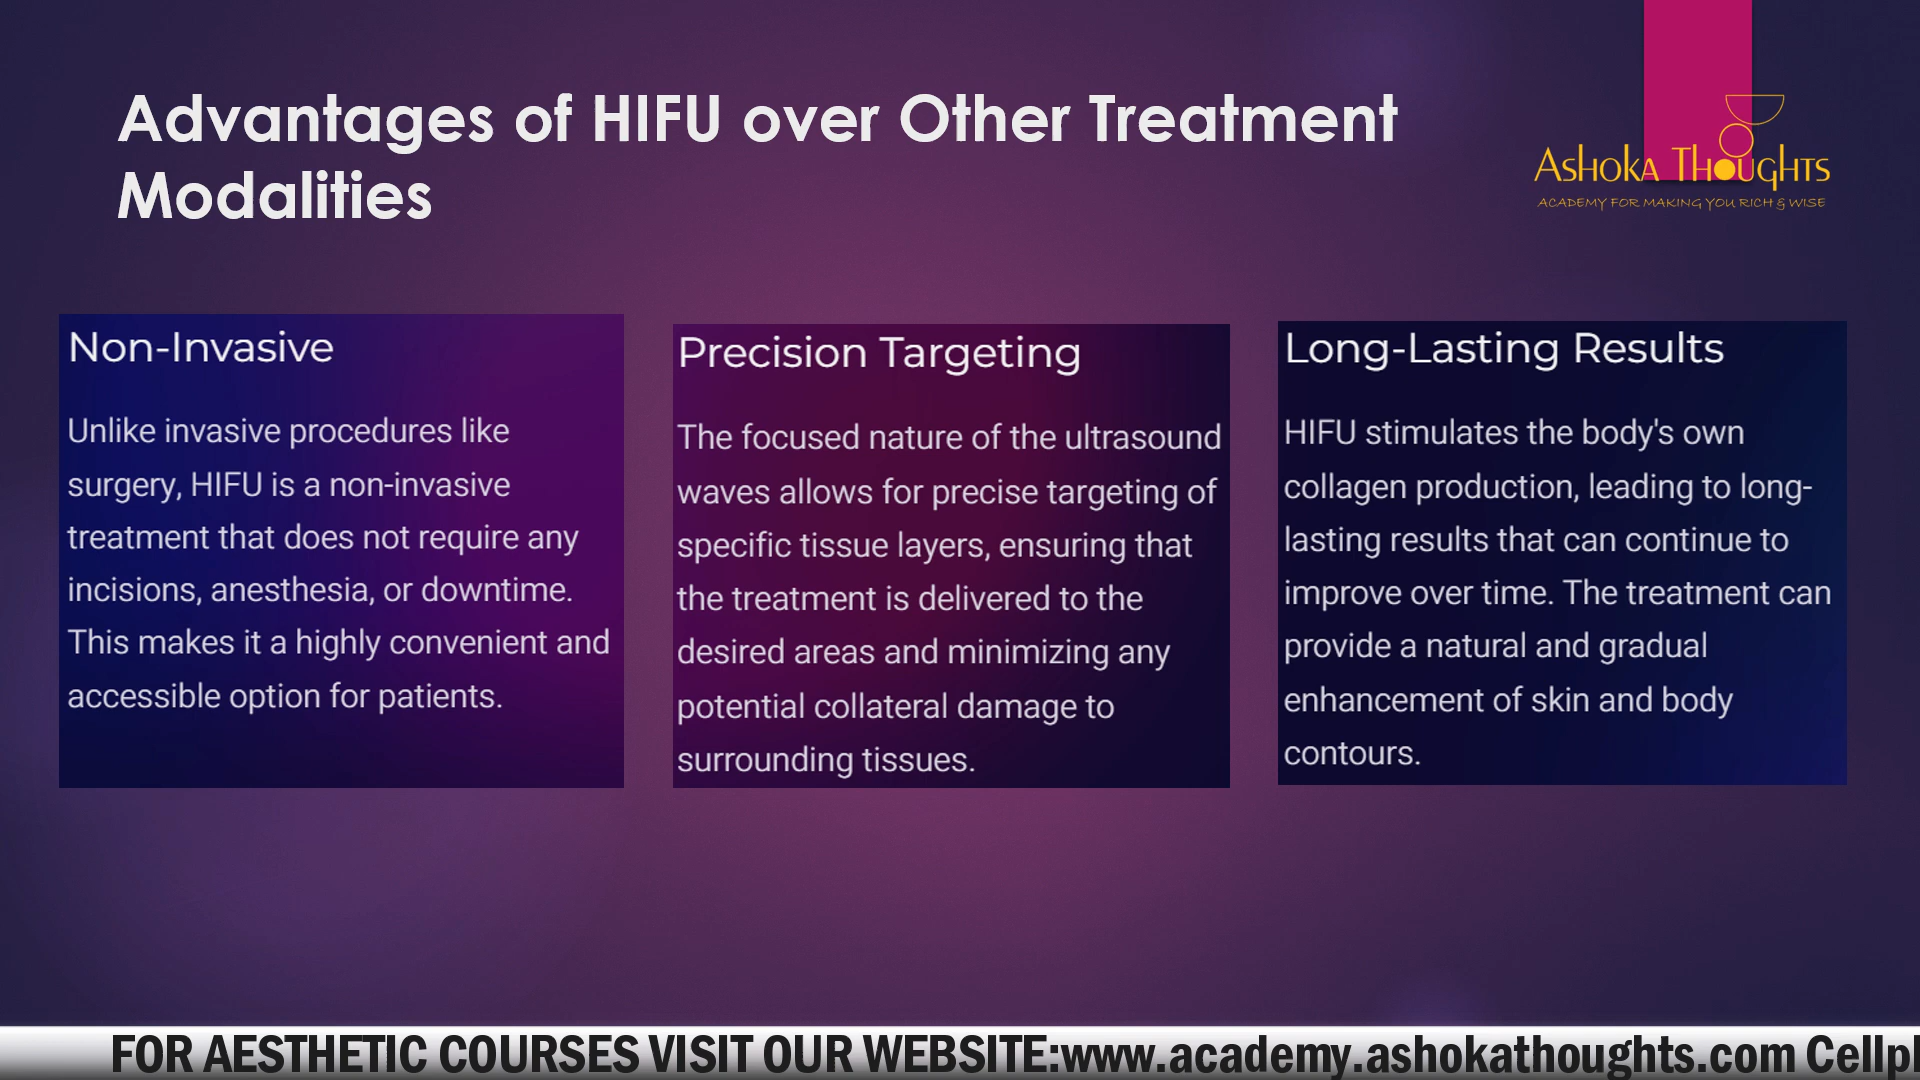 Advantages of HIFU over Other Treatment
Modalities
ASHOKA THOUGHTS
ACADEMY FOR MAKING YOU RICH & WISE
Non-Invasive
Unlike invasive procedures like
surgery, HIFU is a non-invasive
treatment that does not require any
incisions, anesthesia, or downtime.
This makes it a highly convenient and
accessible option for patients.
Precision Targeting
The focused nature of the ultrasound
waves allows for precise targeting of
specific tissue layers, ensuring that
the treatment is delivered to the
desired areas and minimizing any
potential collateral damage to
surrounding tissues.
Long-Lasting Results
HIFU stimulates the body's own
collagen production, leading to long-
lasting results that can continue to
improve over time. The treatment can
provide a natural and gradual
enhancement of skin and body
contours.
FOR AESTHETIC COURSES VISIT OUR WEBSITE:www.academy.ashokathoughts.com